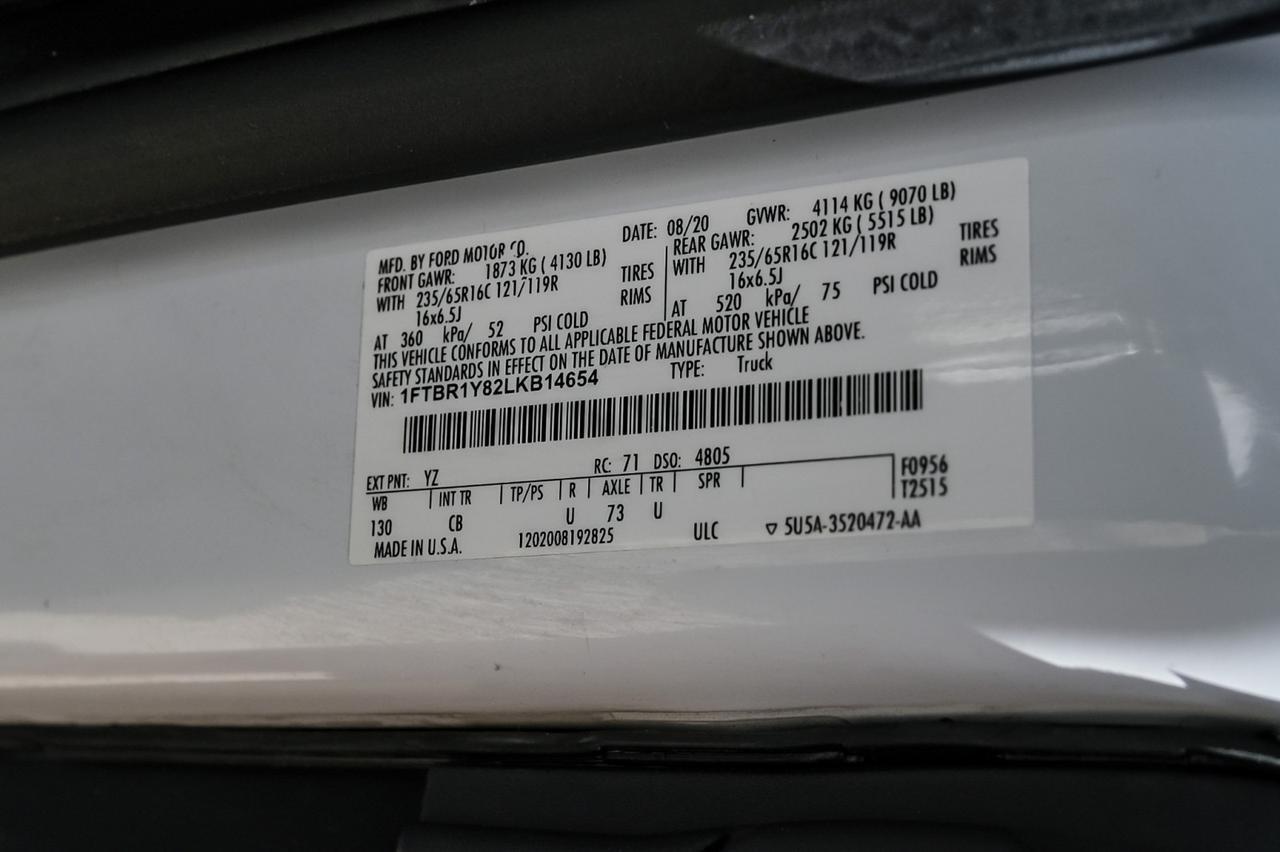 MFD. BY FORD MOTOR CO. DATE: 08/20 GVWR: 4114 KG ( 9070 LB)
FRONT GAWR: 1873 KG ( 4130 LB) REAR GAWR: 2502 KG ( 5515 LB)
WITH 235/65R16C 121/119R TIRES WITH 235/65R16C 121/119R TIRES
16x6.5J RIMS 16x6.5J RIMS
AT 360 kPa/ 52 PSI COLD AT 520 kPa/ 75 PSI COLD
THIS VEHICLE CONFORMS TO ALL APPLICABLE FEDERAL MOTOR VEHICLE
SAFETY STANDARDS IN EFFECT ON THE DATE OF MANUFACTURE SHOWN ABOVE.
VIN: 1FTBR1Y82LKB14654 TYPE: Truck
EXT PNT: YZ RC: 71 DSO: 4805
WB INT TR TP/PS R AXLE TR SPR F0956
130 CB U 73 U T2515
MADE IN U.S.A. 1202008192825 ULC ▽ 5U5A-3520472-AA